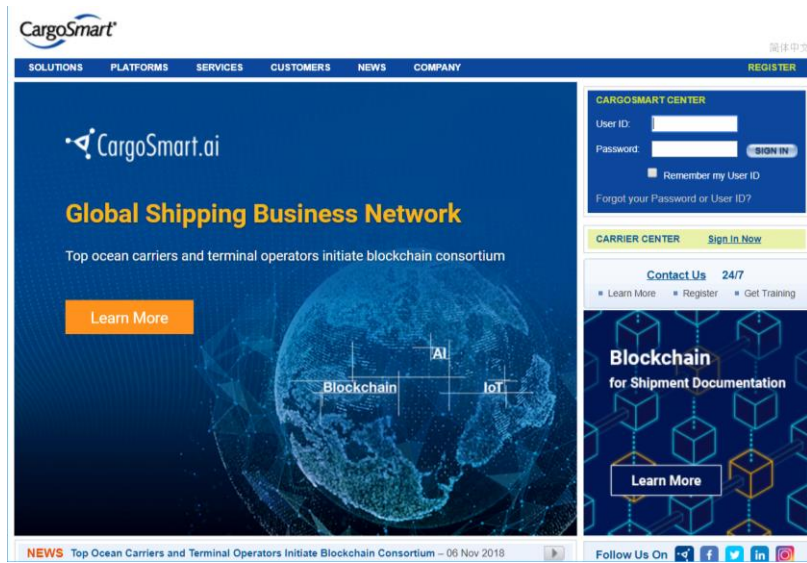 CargoSmart
简体中文
SOLUTIONS PLATFORMS SERVICES CUSTOMERS NEWS COMPANY REGISTER
CargoSmart.ai
Global Shipping Business Network
Top ocean carriers and terminal operators initiate blockchain consortium
Learn More
AI
Blockchain
IoT
NEWS Top Ocean Carriers and Terminal Operators Initiate Blockchain Consortium – 06 Nov 2018
CARGOSMART CENTER
User ID:
Password:
SIGN IN
Remember my User ID
Forgot your Password or User ID?
CARRIER CENTER Sign In Now
Contact Us 24/7
Learn More Register Get Training
Blockchain
for Shipment Documentation
Learn More
Follow Us On